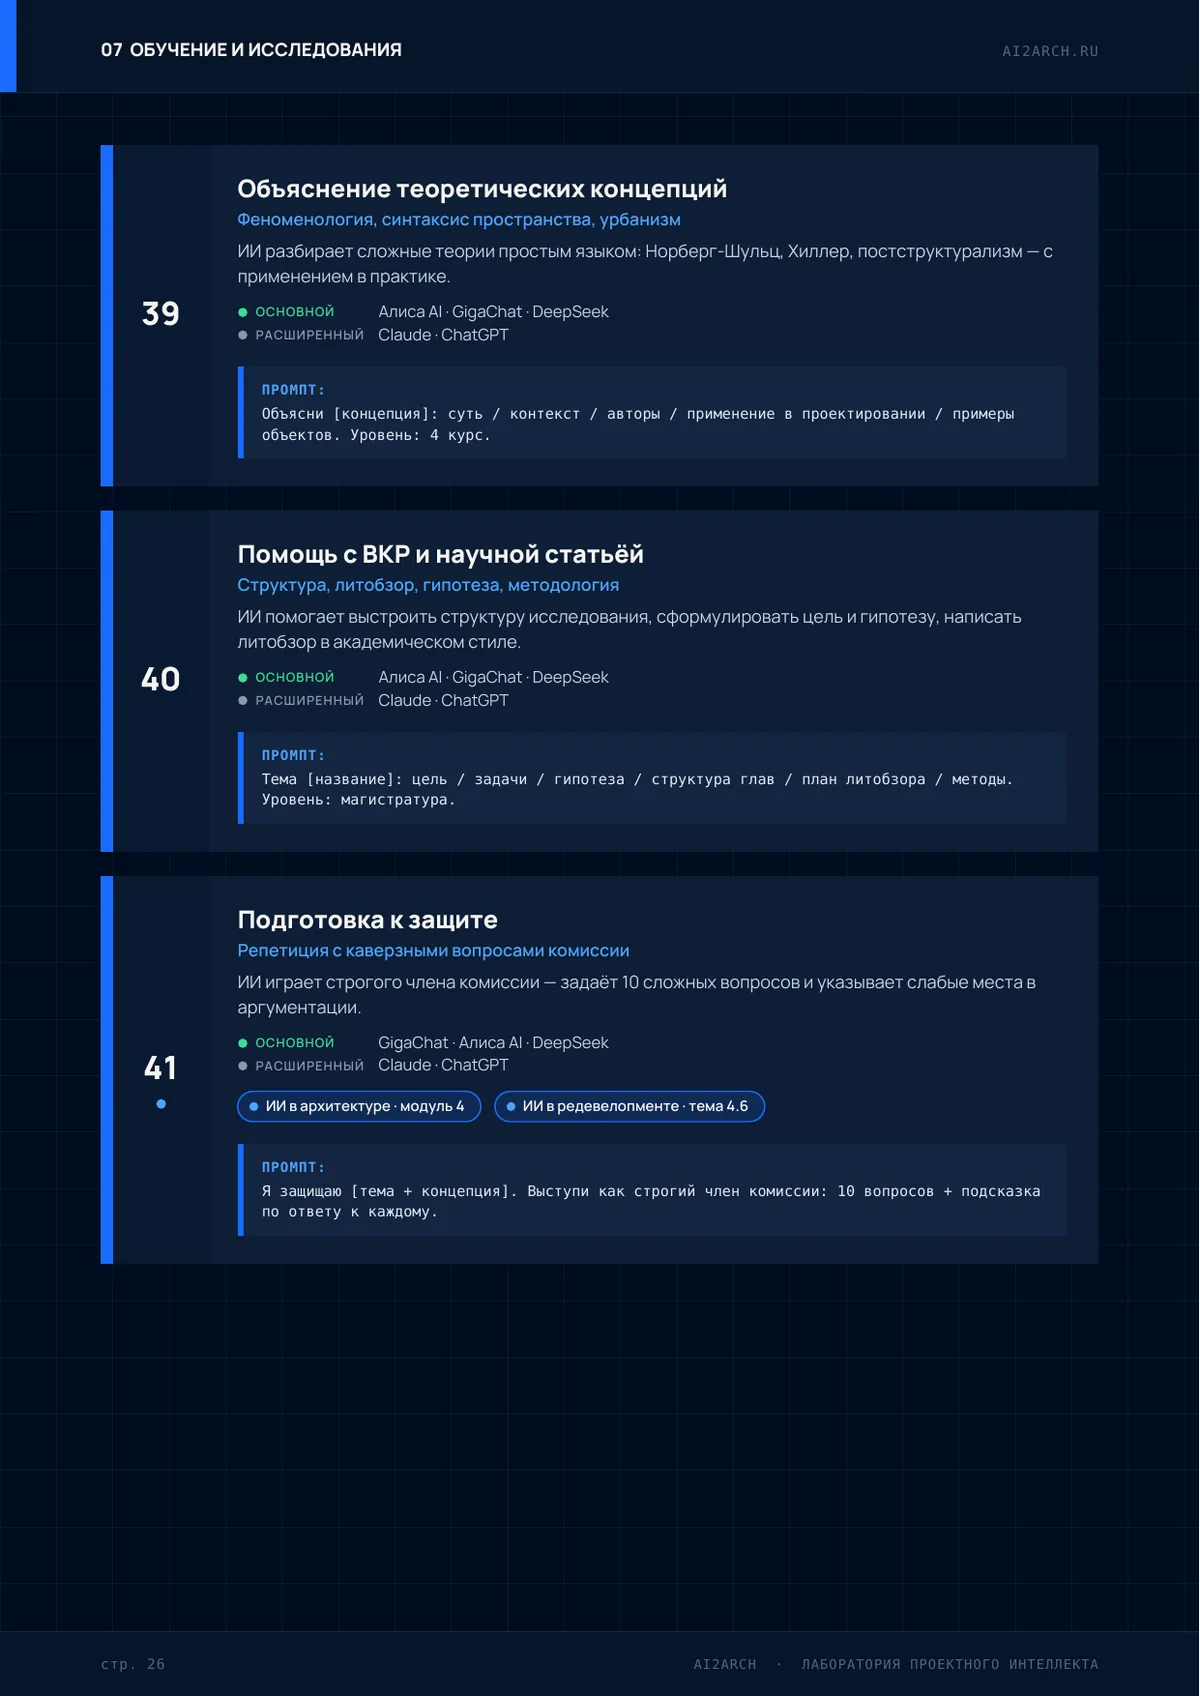 07 ОБУЧЕНИЕ И ИССЛЕДОВАНИЯ
AI2ARCH.RU
39
Объяснение теоретических концепций
Феноменология, синтаксис пространства, урбанизм
ИИ разбирает сложные теории простым языком: Норберг-Шульц, Хиллер, постструктурализм — с
применением в практике.
ОСНОВНОЙ Алиса AI · GigaChat · DeepSeek
РАСШИРЕННЫЙ Claude · ChatGPT
ПРОМПТ:
Объясни [концепция]: суть / контекст / авторы / применение в проектировании / примеры
объектов. Уровень: 4 курс.
40
Помощь с ВКР и научной статьёй
Структура, литобзор, гипотеза, методология
ИИ помогает выстроить структуру исследования, сформулировать цель и гипотезу, написать
литобзор в академическом стиле.
ОСНОВНОЙ Алиса AI · GigaChat · DeepSeek
РАСШИРЕННЫЙ Claude · ChatGPT
ПРОМПТ:
Тема [название]: цель / задачи / гипотеза / структура глав / план литобзора / методы.
Уровень: магистратура.
41
Подготовка к защите
Репетиция с каверзными вопросами комиссии
ИИ играет строгого члена комиссии — задаёт 10 сложных вопросов и указывает слабые места в
аргументации.
ОСНОВНОЙ GigaChat · Алиса AI · DeepSeek
РАСШИРЕННЫЙ Claude · ChatGPT
ИИ в архитектуре · модуль 4 ИИ в редевелопменте · тема 4.6
ПРОМПТ:
Я защищаю [тема + концепция]. Выступи как строгий член комиссии: 10 вопросов + подсказка
по ответу к каждому.
стр. 26
AI2ARCH · ЛАБОРАТОРИЯ ПРОЕКТНОГО ИНТЕЛЛЕКТА